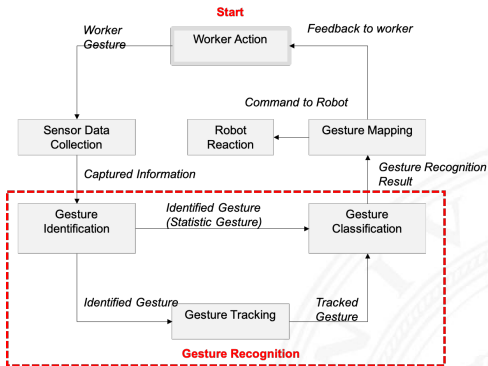 Start
Worker
Gesture
Worker Action
Feedback to worker
Command to Robot
Sensor Data
Collection
Robot
Reaction
Gesture Mapping
Captured Information
Gesture Recognition
Result
Gesture
Identification
Identified Gesture
(Statistic Gesture)
Gesture
Classification
Identified Gesture
Gesture Tracking
Tracked
Gesture
Gesture Recognition